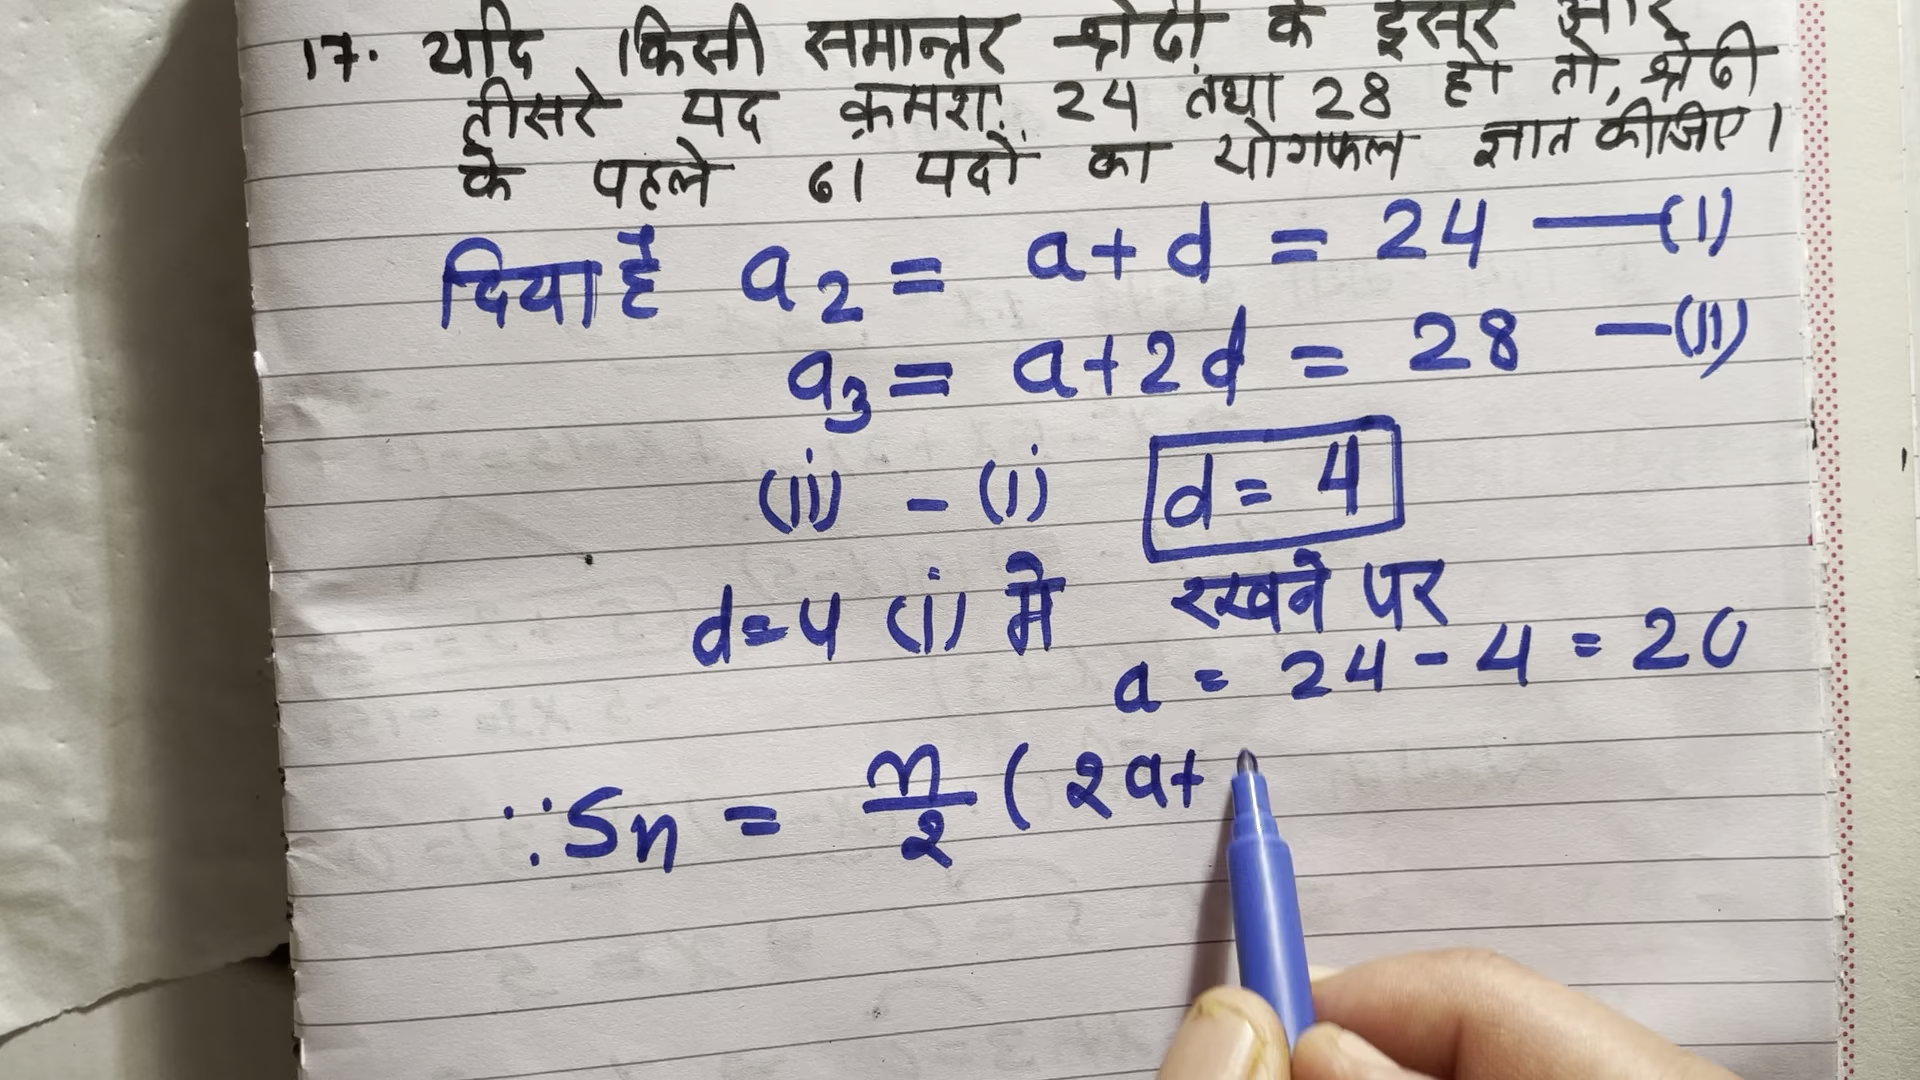 17. यदि किसी समान्तर श्रेढी के दूसरे और
तीसरे पद क्रमशः 24 तथा 28 हो तो, श्रेढी
के पहले 61 पदों का योगफल ज्ञात कीजिए।
दिया है a₂ = a+d = 24 —(i)
a₃ = a+2d = 28 —(ii)
(ii) - (i) d = 4
d=4 (i) मे रखने पर
a = 24 - 4 = 20
∵ Sn = n/2 ( 2a+